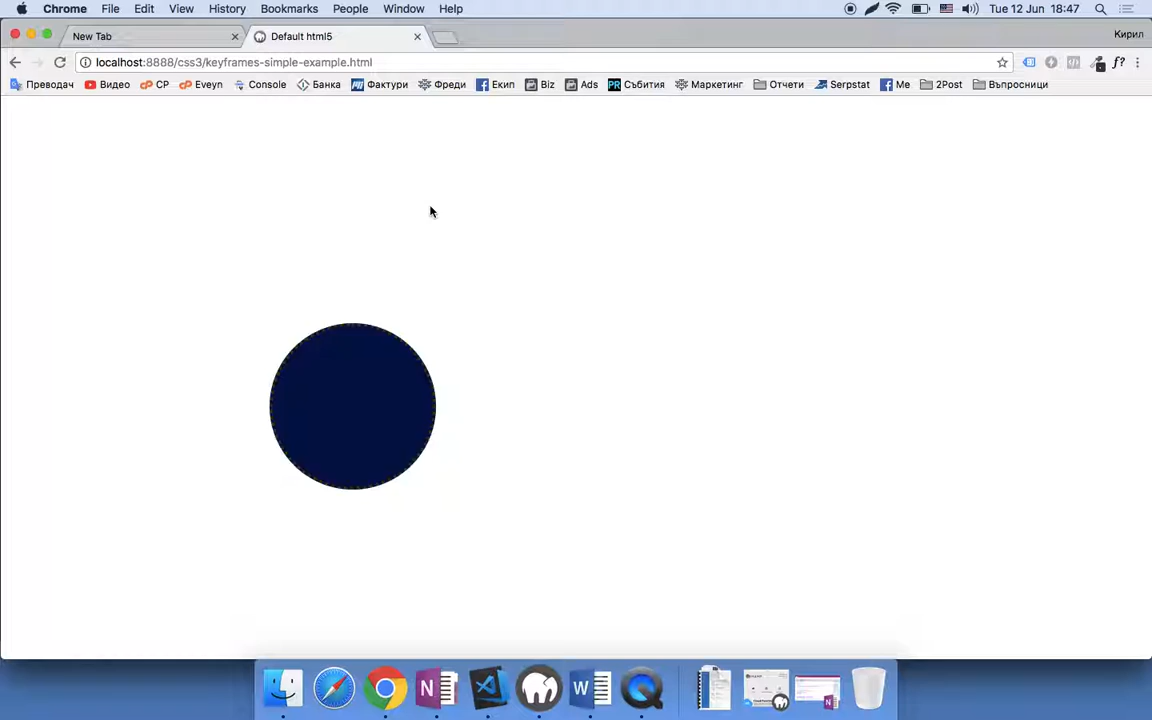 Chrome File Edit View History Bookmarks People Window Help Tue 12 Jun 18:47
New Tab Default html5 Кирил
localhost:8888/css3/keyframes-simple-example.html f?
Преводач Видео CP Eveyn Console Банка Фактури Фреди Екип Biz Ads PR Събития Маркетинг Отчети Serpstat Me 2Post Въпросници